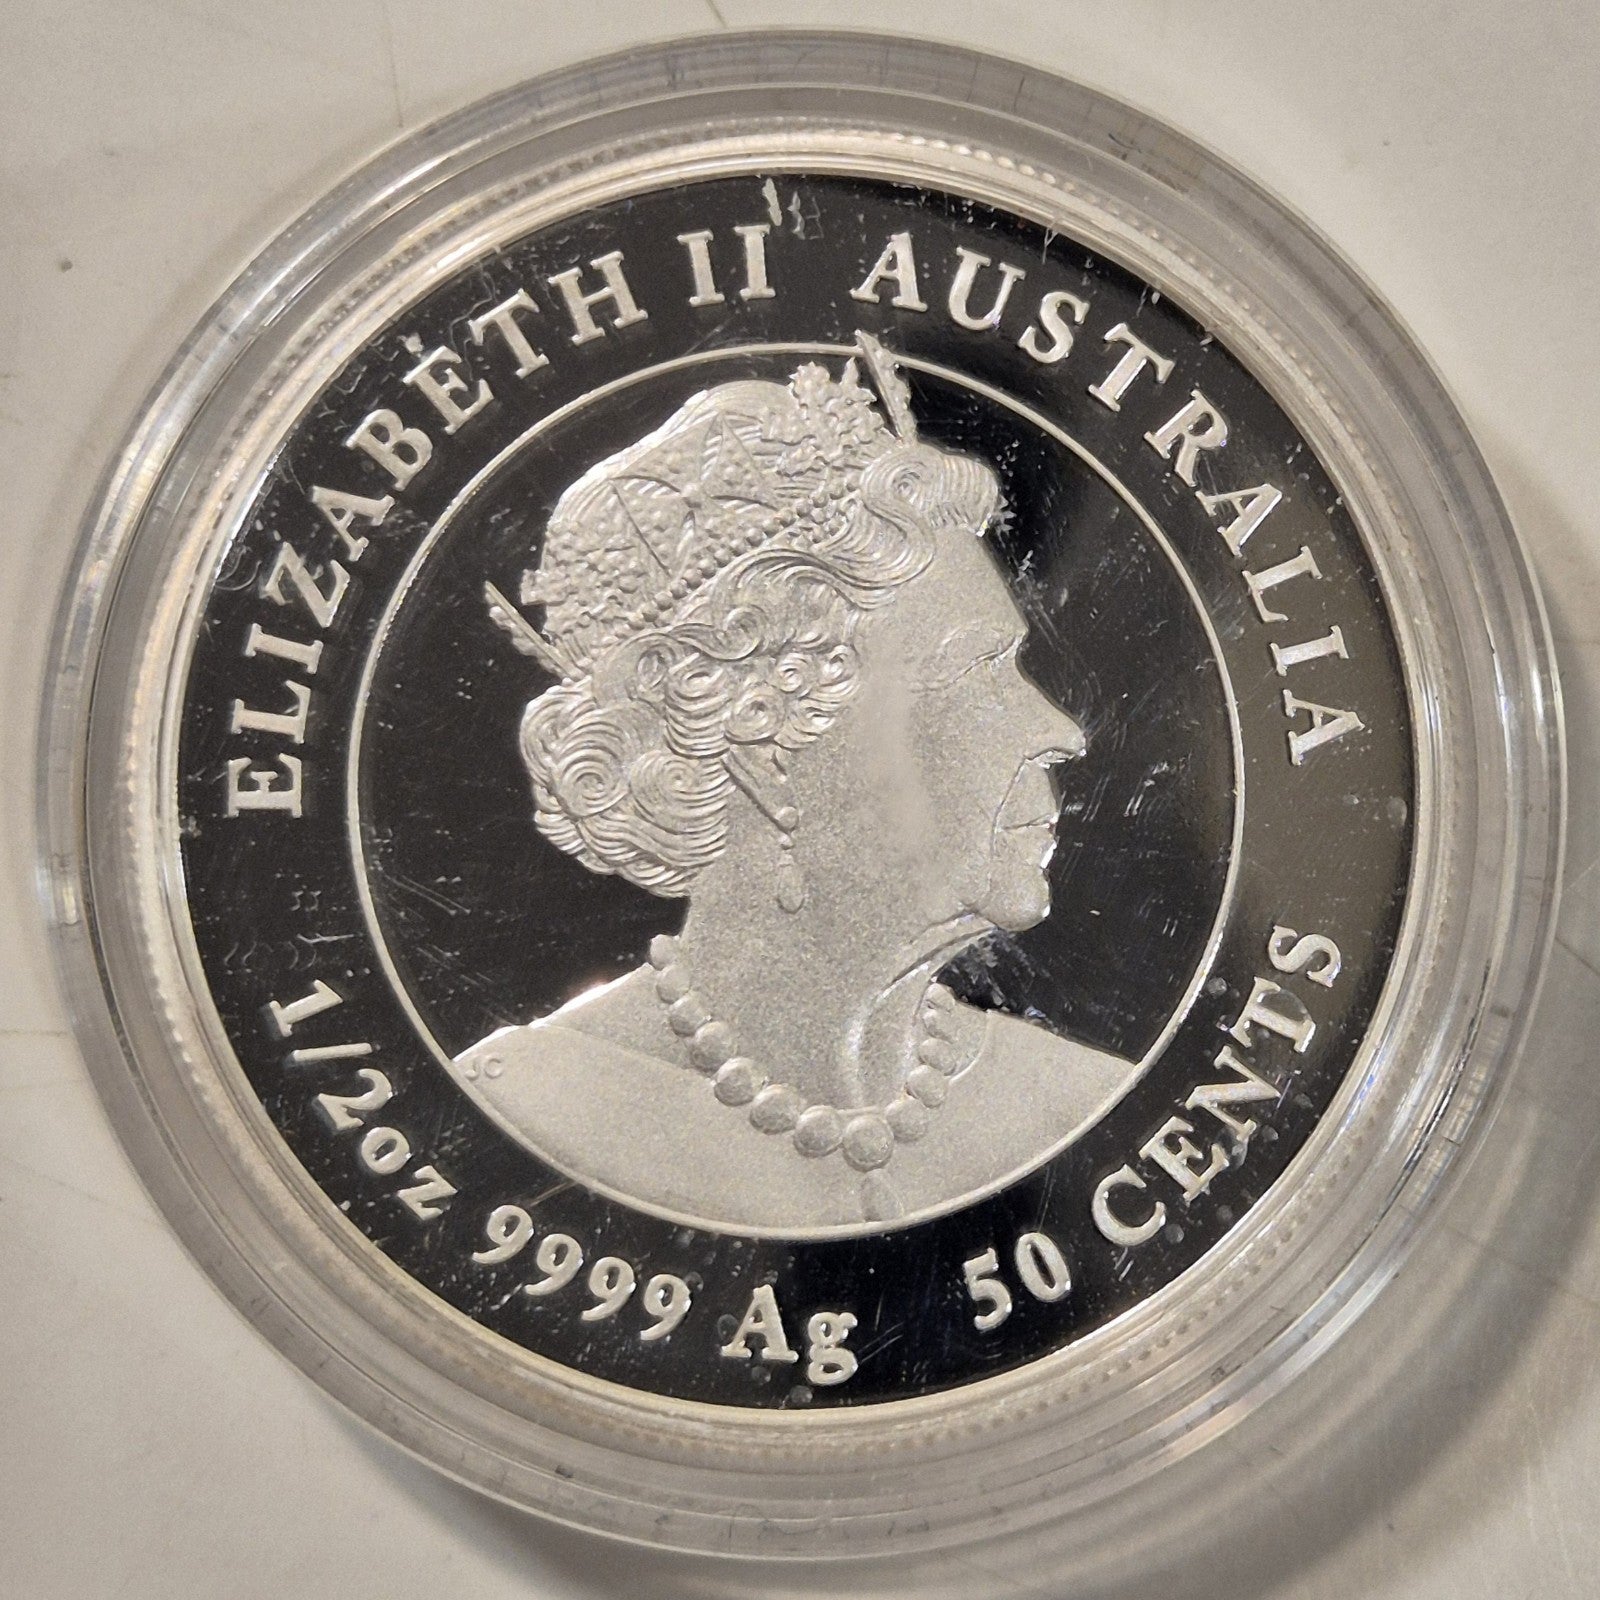 ELIZABETH II AUSTRALIA
1/2oz 9999 Ag 50 CENTS
JC